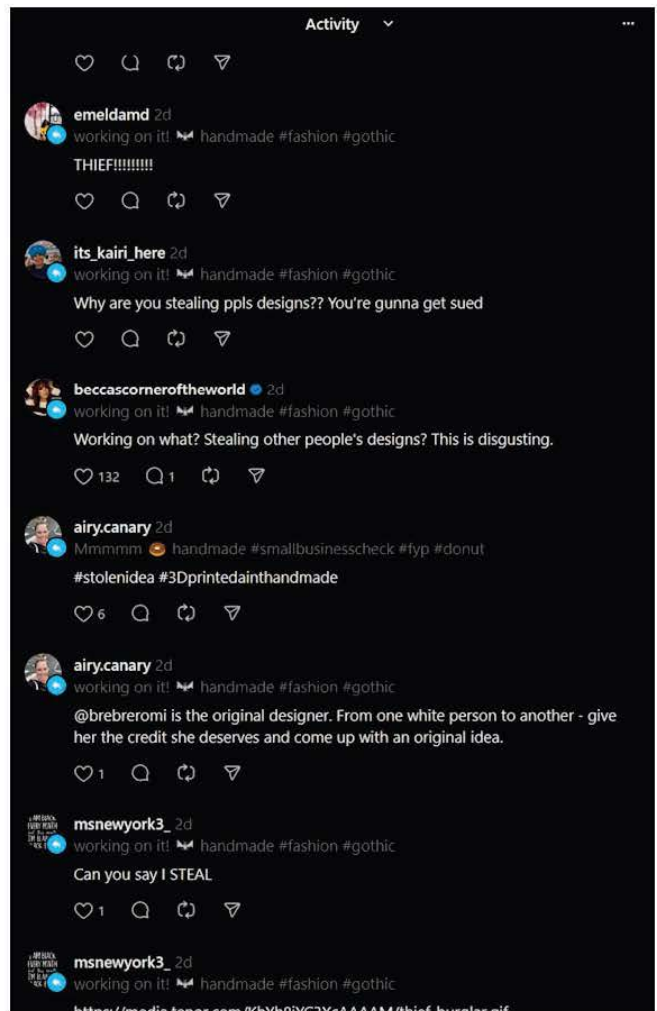 Activity
emeldamd 2d
working on it! 🦇 handmade #fashion #gothic
THIEF!!!!!!!!!
its_kairi_here 2d
working on it! 🦇 handmade #fashion #gothic
Why are you stealing ppls designs?? You're gunna get sued
beccascorneroftheworld 2d
working on it! 🦇 handmade #fashion #gothic
Working on what? Stealing other people's designs? This is disgusting.
132 1
airy.canary 2d
Mmmmm 🍩 handmade #smallbusinesscheck #fyp #donut
#stolenidea #3Dprintedainthandmade
6
airy.canary 2d
working on it! 🦇 handmade #fashion #gothic
@brebreromi is the original designer. From one white person to another - give
her the credit she deserves and come up with an original idea.
1
msnewyork3_ 2d
working on it! 🦇 handmade #fashion #gothic
Can you say I STEAL
1
msnewyork3_ 2d
working on it! 🦇 handmade #fashion #gothic